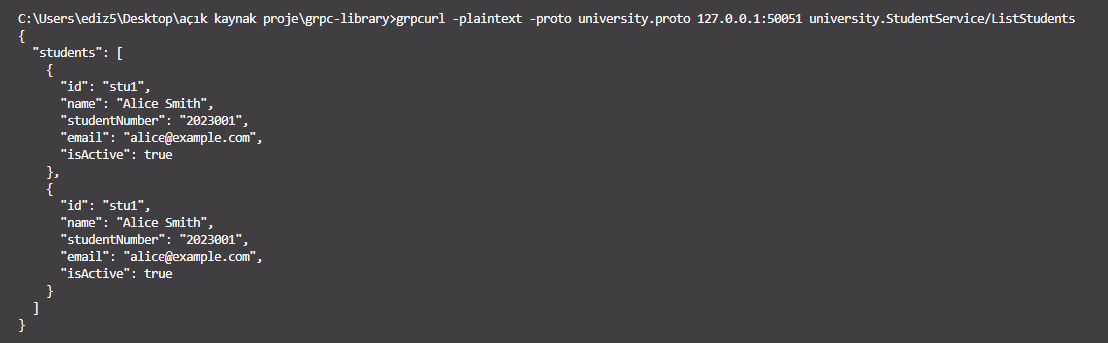 C:\Users\ediz5\Desktop\açık kaynak proje\grpc-library>grpcurl -plaintext -proto university.proto 127.0.0.1:50051 university.StudentService/ListStudents
{
  "students": [
    {
      "id": "stu1",
      "name": "Alice Smith",
      "studentNumber": "2023001",
      "email": "alice@example.com",
      "isActive": true
    },
    {
      "id": "stu1",
      "name": "Alice Smith",
      "studentNumber": "2023001",
      "email": "alice@example.com",
      "isActive": true
    }
  ]
}